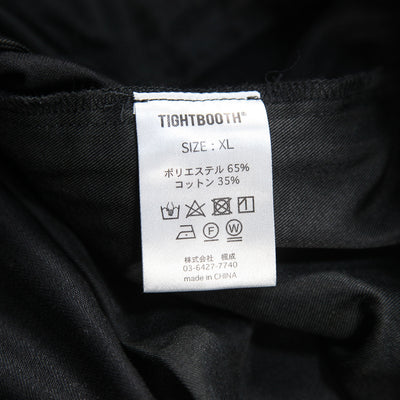 TIGHTBOOTH®
SIZE : XL
ポリエステル 65%
コットン 35%
F W
株式会社 楓成
03-6427-7740
made in CHINA